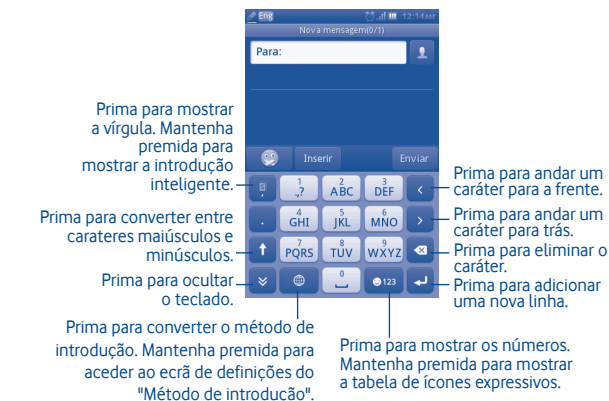 Eng 12:14AM
Nova mensagem(0/1)
Para:
Inserir Enviar
1 .,? 2 ABC 3 DEF <
, . 4 GHI 5 JKL 6 MNO >
7 PQRS 8 TUV 9 WXYZ
0 123
Prima para mostrar
a vírgula. Mantenha
premida para
mostrar a introdução
inteligente.
Prima para converter entre
carateres maiúsculos e
minúsculos.
Prima para ocultar
o teclado.
Prima para converter o método de
introdução. Mantenha premida para
aceder ao ecrã de definições do
"Método de introdução".
Prima para andar um
caráter para a frente.
Prima para andar um
caráter para trás.
Prima para eliminar o
caráter.
Prima para adicionar
uma nova linha.
Prima para mostrar os números.
Mantenha premida para mostrar
a tabela de ícones expressivos.